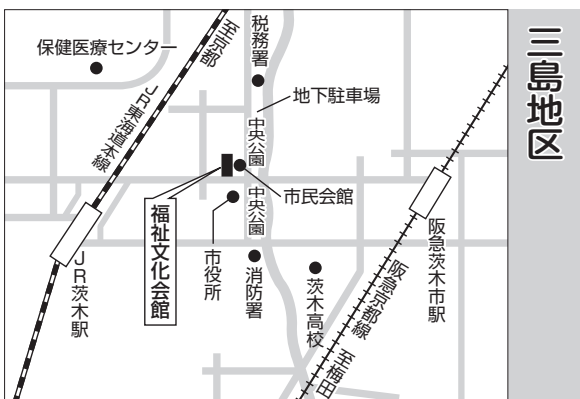 三島地区
保健医療センター
至京都
税務署
JR東海道本線
地下駐車場
中央公園
市民会館
中央公園
福祉文化会館
市役所
消防署
茨木高校
JR茨木駅
阪急茨木市駅
阪急京都線
至梅田